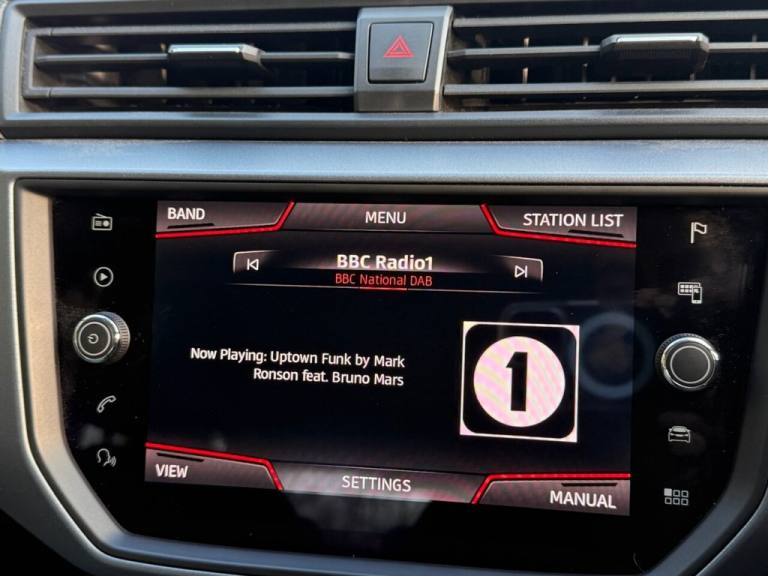 BAND
MENU
STATION LIST
BBC Radio1
BBC National DAB
Now Playing: Uptown Funk by Mark
Ronson feat. Bruno Mars
1
VIEW
SETTINGS
MANUAL